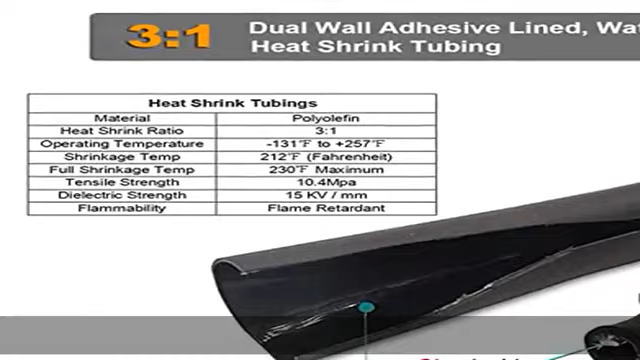 3:1
Dual Wall Adhesive Lined,
Heat Shrink Tubing
Heat Shrink Tubings
Material Polyolefin
Heat Shrink Ratio 3:1
Operating Temperature -131℉ to +257℉
Shrinkage Temp 212℉ (Fahrenheit)
Full Shrinkage Temp 230℉ Maximum
Tensile Strength 10.4Mpa
Dielectric Strength 15 KV / mm
Flammability Flame Retardant